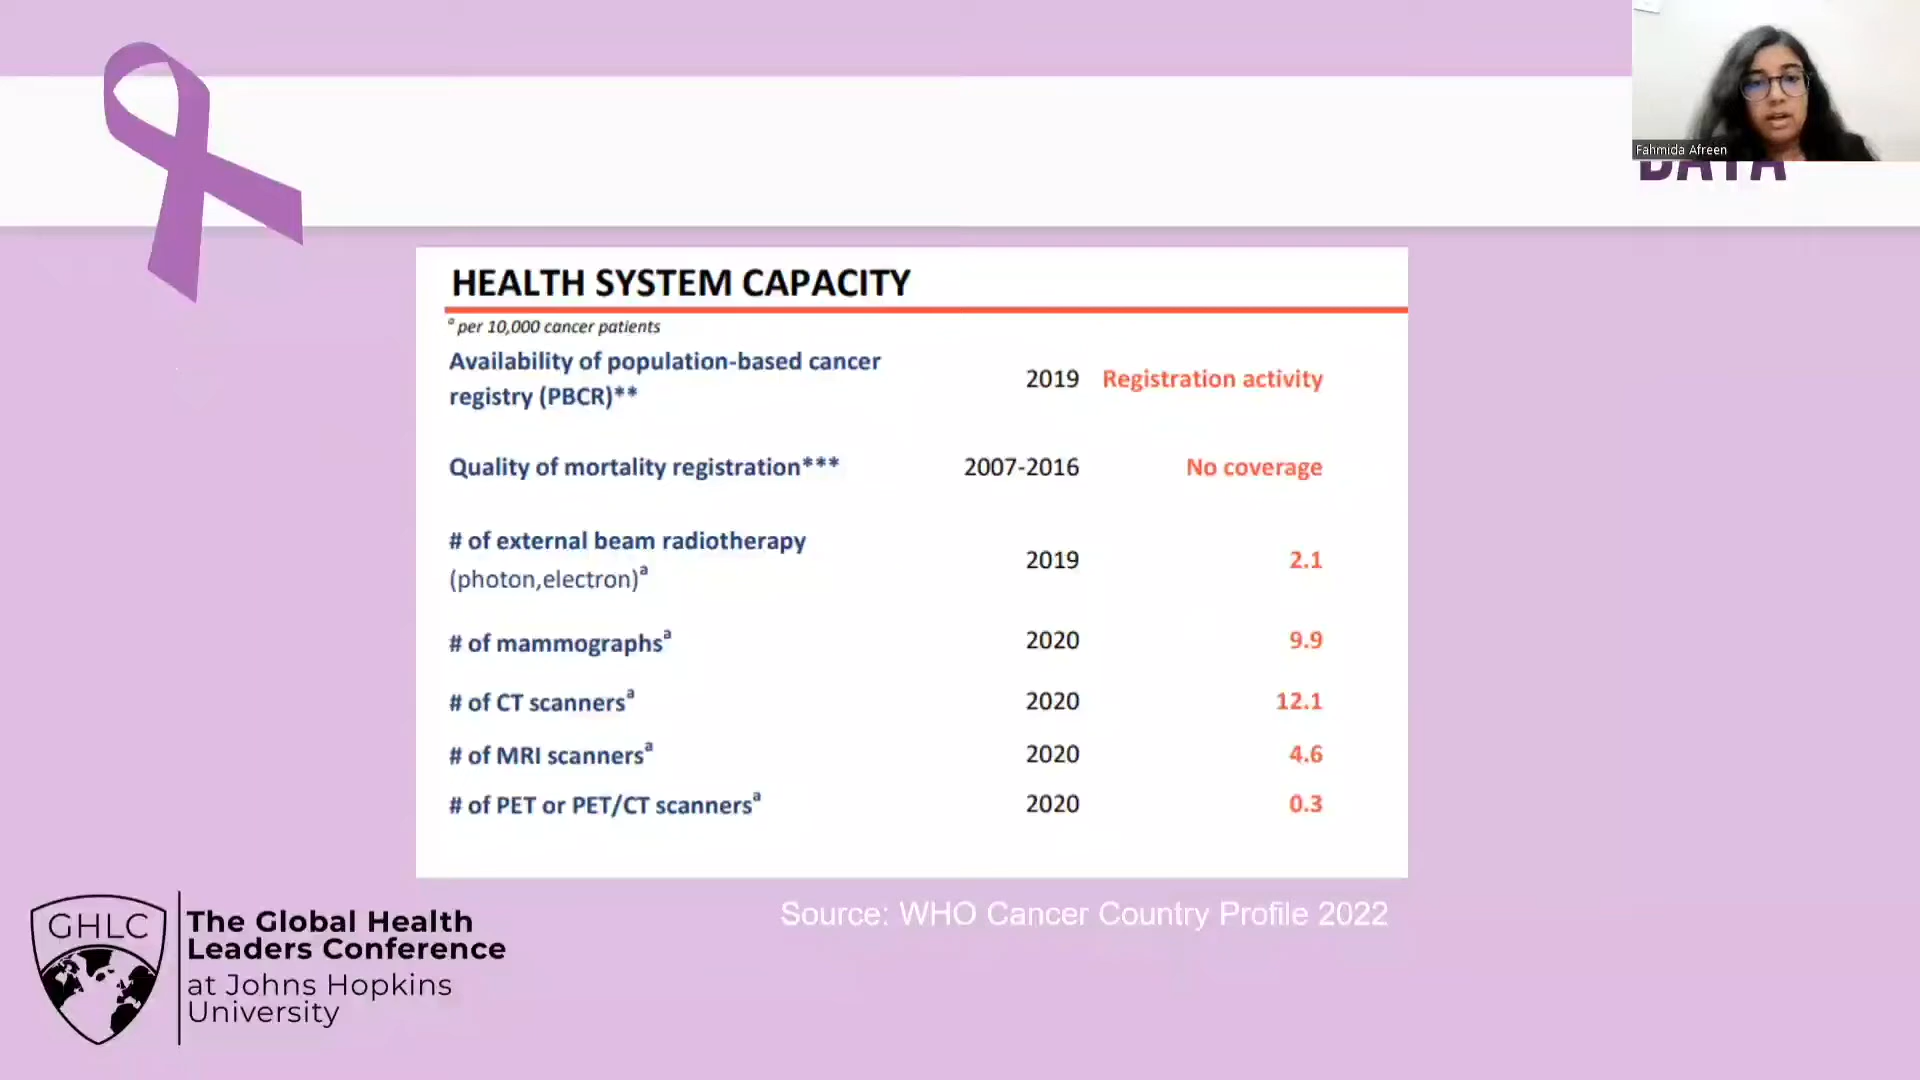 Fahmida Afreen
DATA
HEALTH SYSTEM CAPACITY
ᵃ per 10,000 cancer patients
Availability of population-based cancer
registry (PBCR)** 2019 Registration activity
Quality of mortality registration*** 2007-2016 No coverage
# of external beam radiotherapy
(photon,electron)ᵃ 2019 2.1
# of mammographsᵃ 2020 9.9
# of CT scannersᵃ 2020 12.1
# of MRI scannersᵃ 2020 4.6
# of PET or PET/CT scannersᵃ 2020 0.3
Source: WHO Cancer Country Profile 2022
GHLC
The Global Health
Leaders Conference
at Johns Hopkins
University